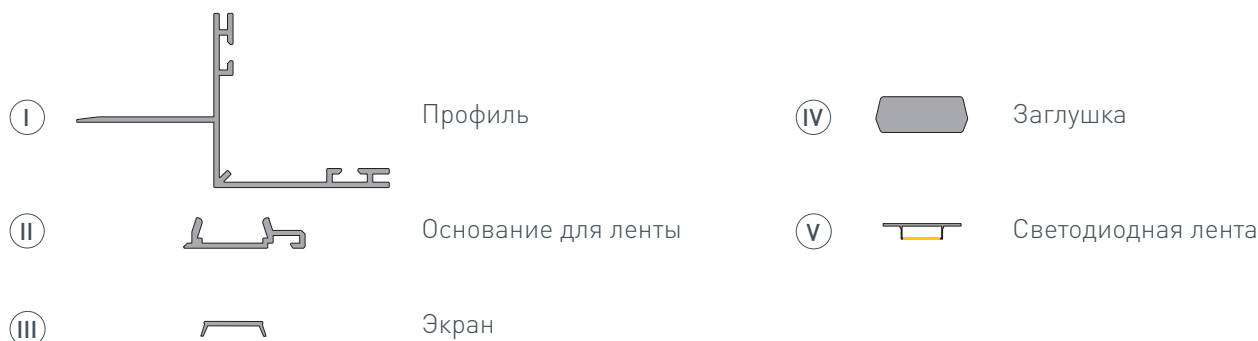 I Профиль
II Основание для ленты
III Экран
IV Заглушка
V Светодиодная лента